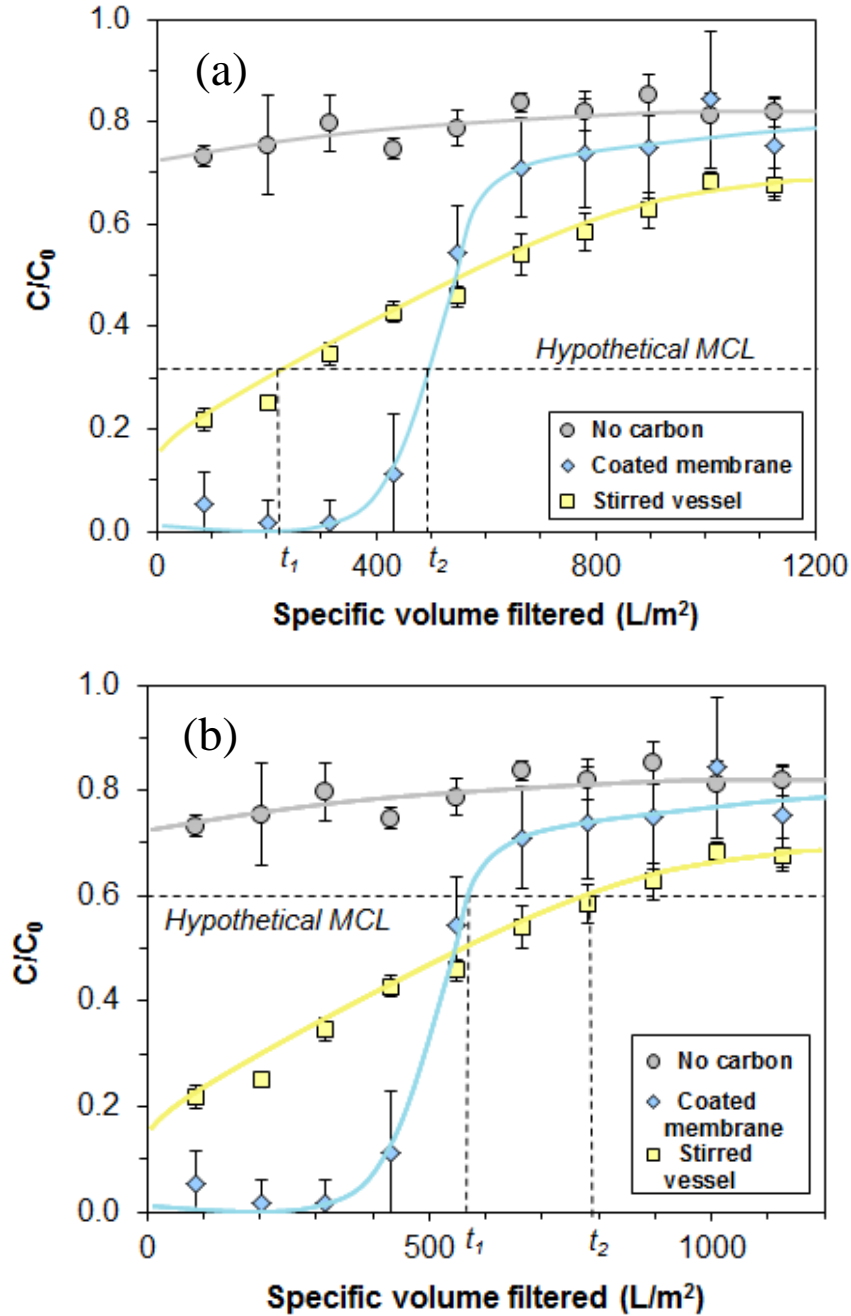 (a)
1.0
0.8
0.6
0.4
0.2
0.0
C/C0
Hypothetical MCL
No carbon
Coated membrane
Stirred vessel
0 t1 400 t2 800 1200
Specific volume filtered (L/m²)
(b)
1.0
0.8
0.6
0.4
0.2
0.0
C/C0
Hypothetical MCL
No carbon
Coated
membrane
Stirred
vessel
0 500 t1 t2 1000
Specific volume filtered (L/m²)